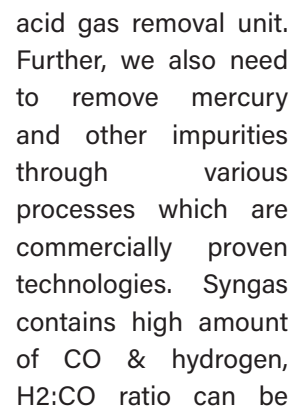 acid gas removal unit.
Further, we also need
to remove mercury
and other impurities
through various
processes which are
commercially proven
technologies. Syngas
contains high amount
of CO & hydrogen,
H2:CO ratio can be